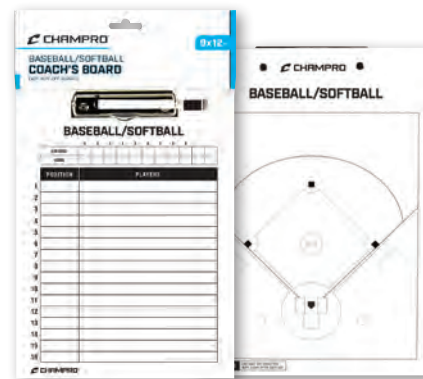 CHAMPRO
9x12
BASEBALL/SOFTBALL
COACH'S BOARD
BASEBALL/SOFTBALL
POSITION PLAYERS
1
2
3
4
5
6
7
8
9
10
11
12
13
14
15
16
CHAMPRO
CHAMPRO
BASEBALL/SOFTBALL